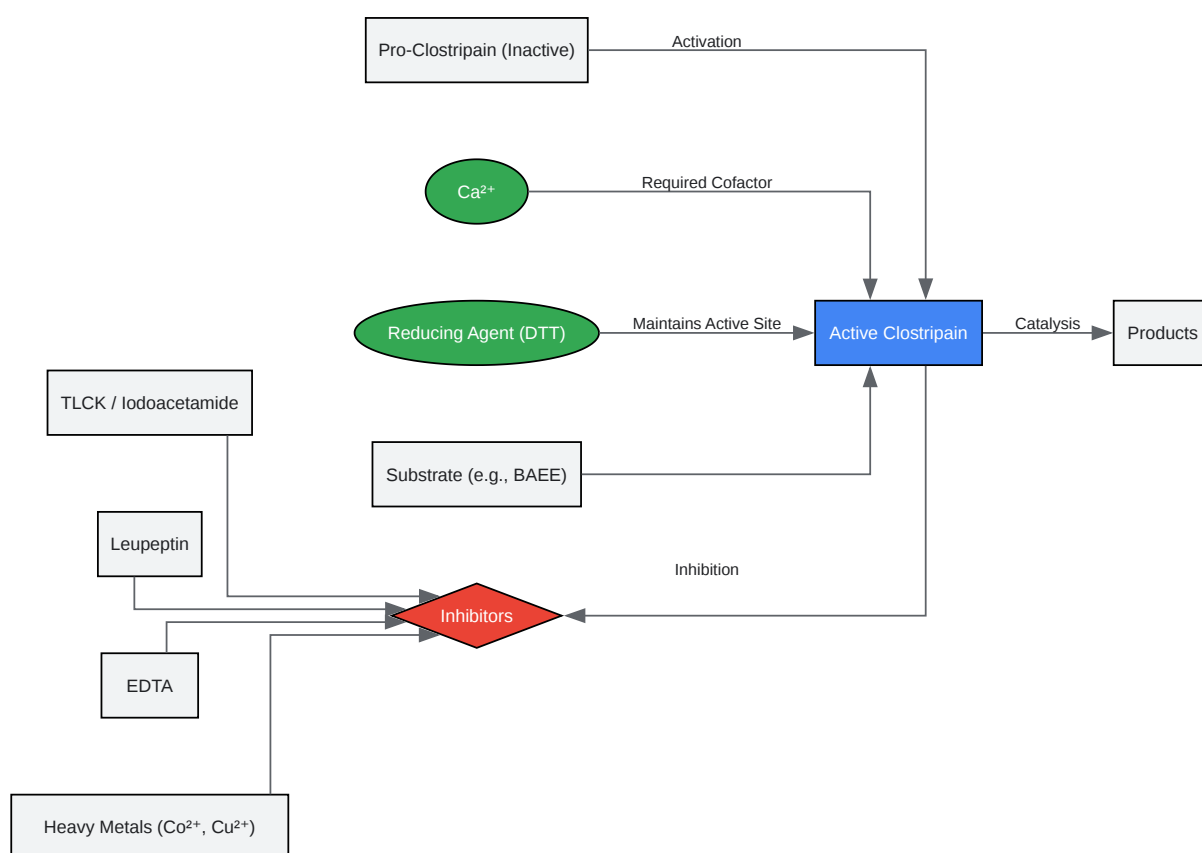 Pro-Clostripain (Inactive)
Activation
Ca²⁺
Required Cofactor
Reducing Agent (DTT)
Maintains Active Site
Active Clostripain
Catalysis
Products
TLCK / Iodoacetamide
Substrate (e.g., BAEE)
Leupeptin
Inhibition
Inhibitors
EDTA
Heavy Metals (Co²⁺, Cu²⁺)